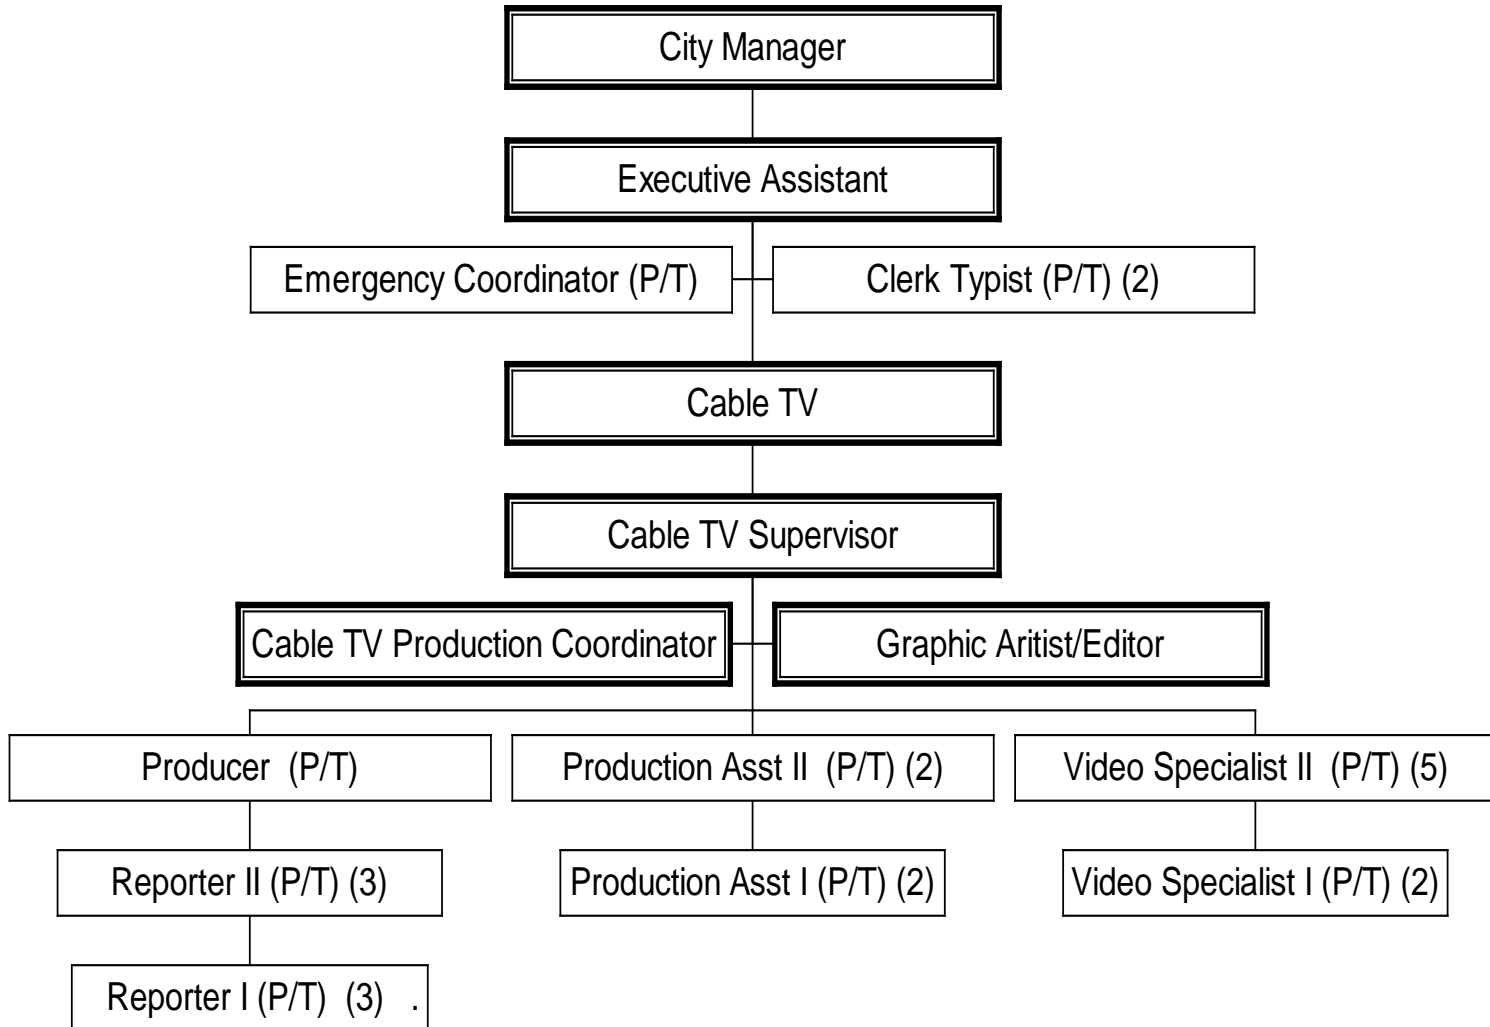 City Manager
Executive Assistant
Emergency Coordinator (P/T)
Clerk Typist (P/T) (2)
Cable TV
Cable TV Supervisor
Cable TV Production Coordinator
Graphic Aritist/Editor
Producer (P/T)
Production Asst II (P/T) (2)
Video Specialist II (P/T) (5)
Reporter II (P/T) (3)
Production Asst I (P/T) (2)
Video Specialist I (P/T) (2)
Reporter I (P/T) (3) .